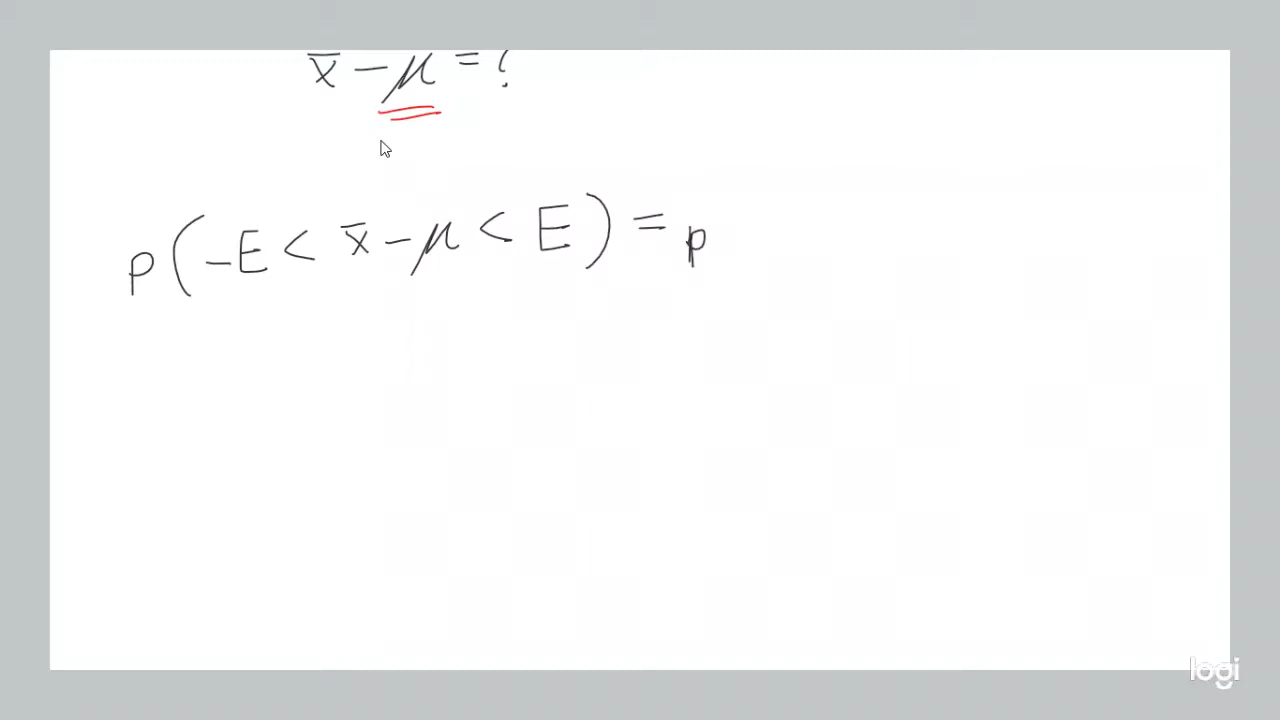 x̄ − μ = ?
p(−E < x̄ − μ < E) = p
logi